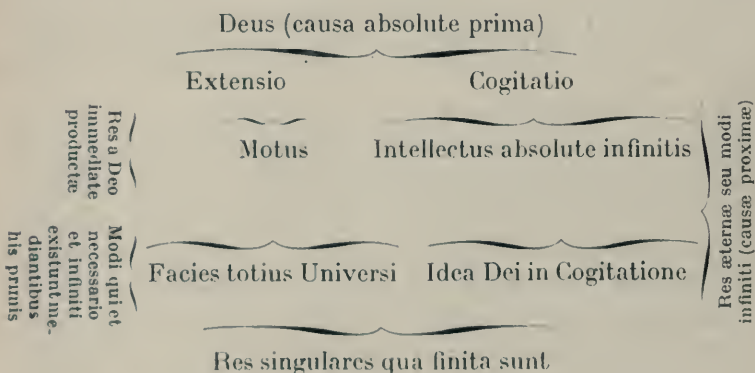 Deus (causa absolute prima)
Extensio Cogitatio
Res a Deo
immediate
productæ
Motus Intellectus absolute infinitis
Modi qui et
necessario
et infiniti
existunt me-
diantibus
his primis
Facies totius Universi Idea Dei in Cogitatione
Res æternæ seu modi
infiniti (causæ proximæ)
Res singulares qua finita sunt